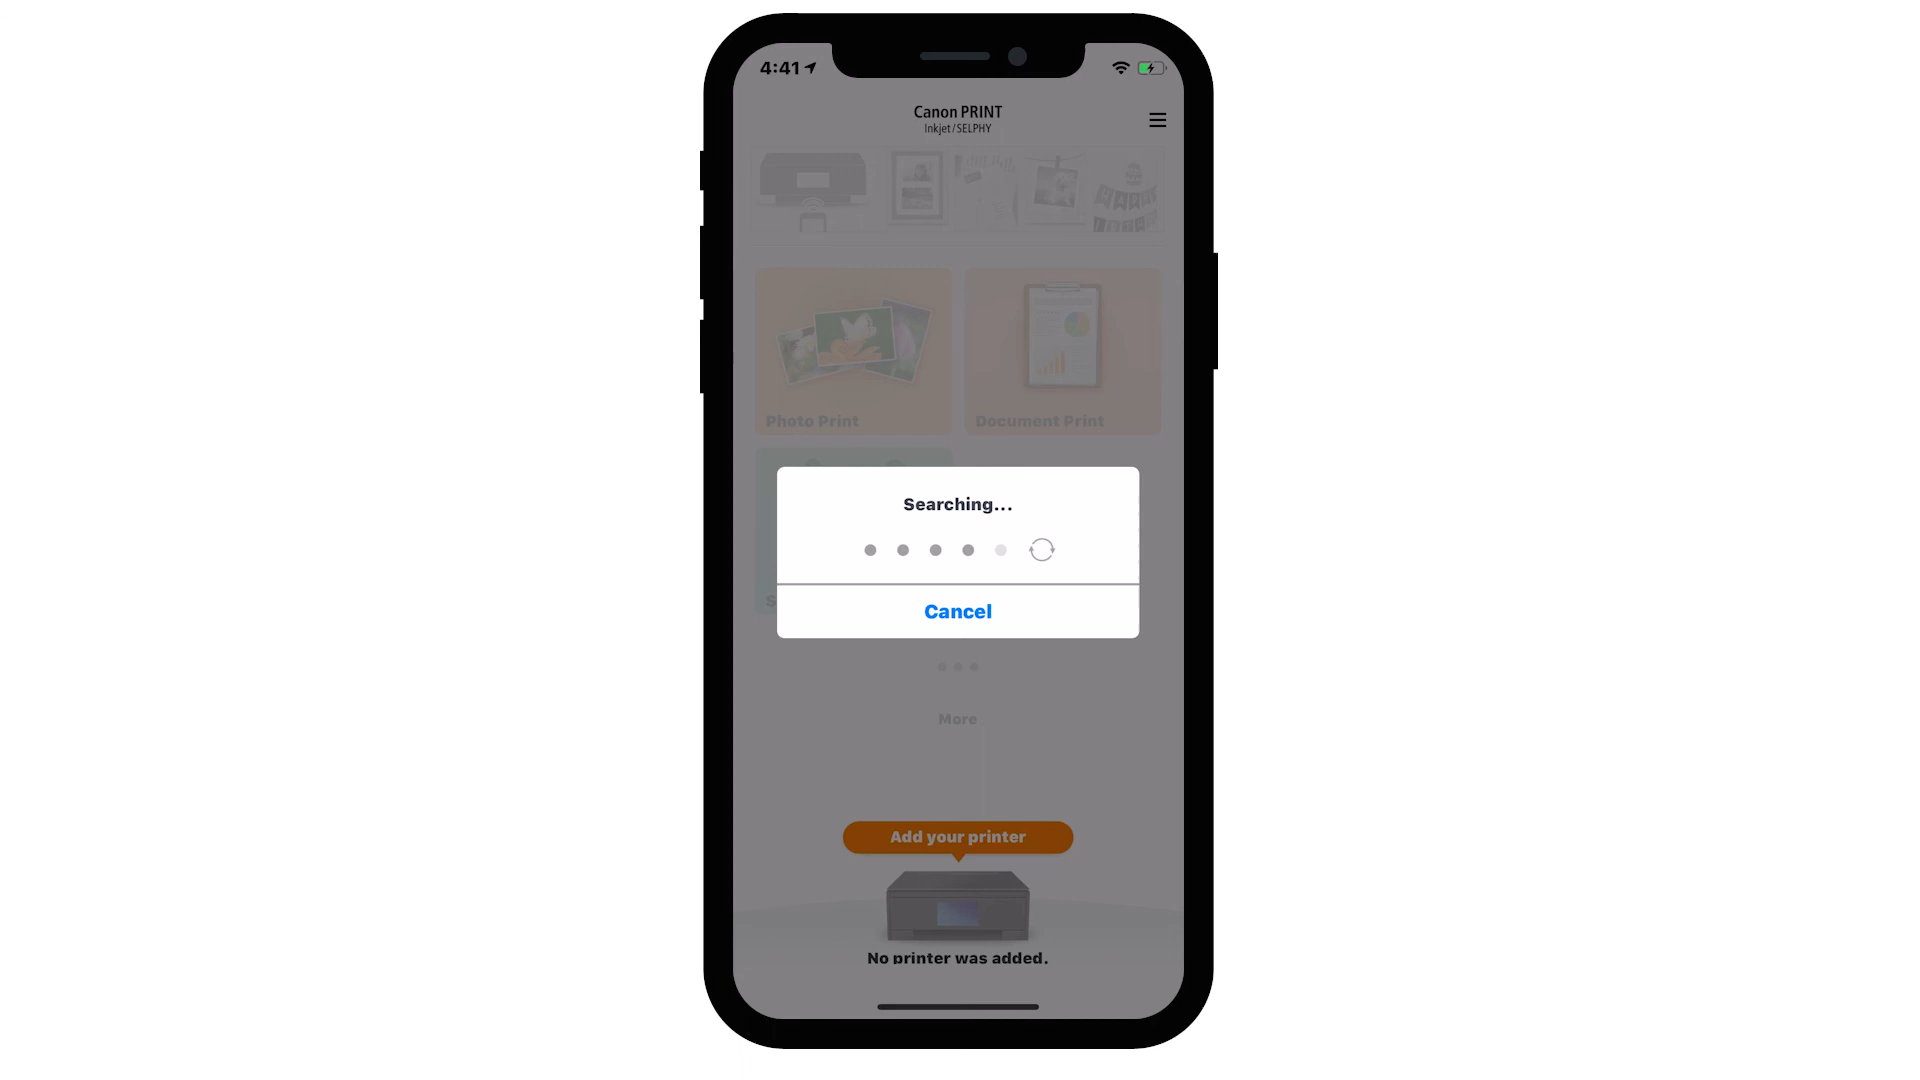 4:41
Canon PRINT
Inkjet/SELPHY
Photo Print
Document Print
Searching...
S
Cancel
More
Add your printer
No printer was added.